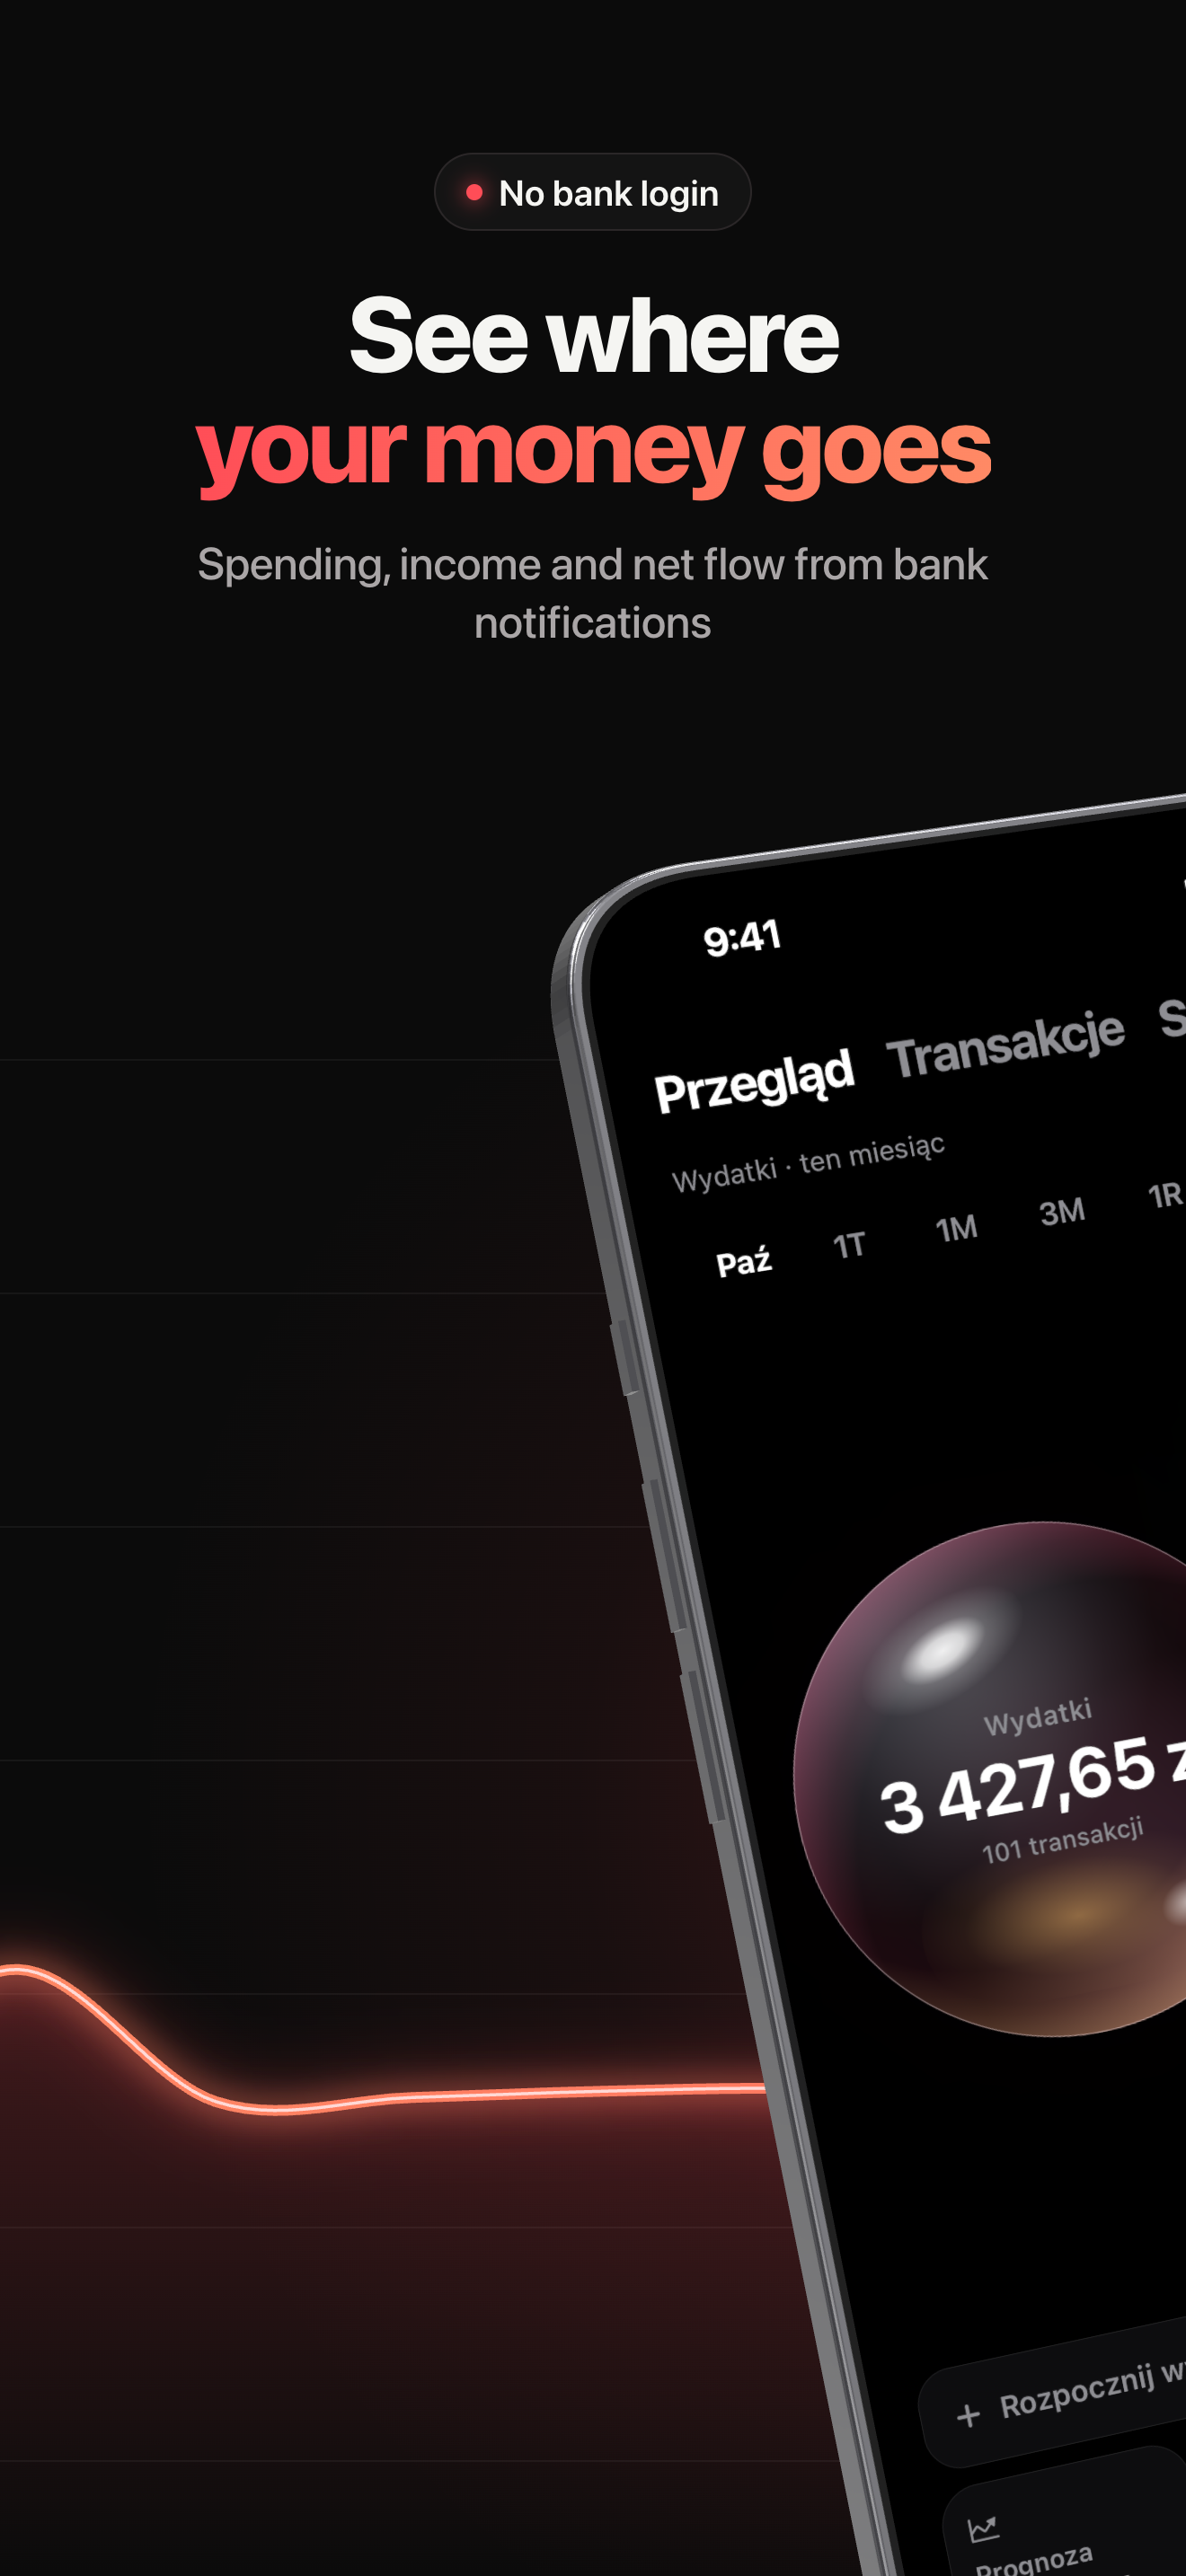 No bank login
See where
your money goes
Spending, income and net flow from bank
notifications
9:41
Przegląd Transakcje
Wydatki · ten miesiąc
Paź 1T 1M 3M 1R
Wydatki
3 427,65
101 transakcji
+ Rozpocznij
Prognoza